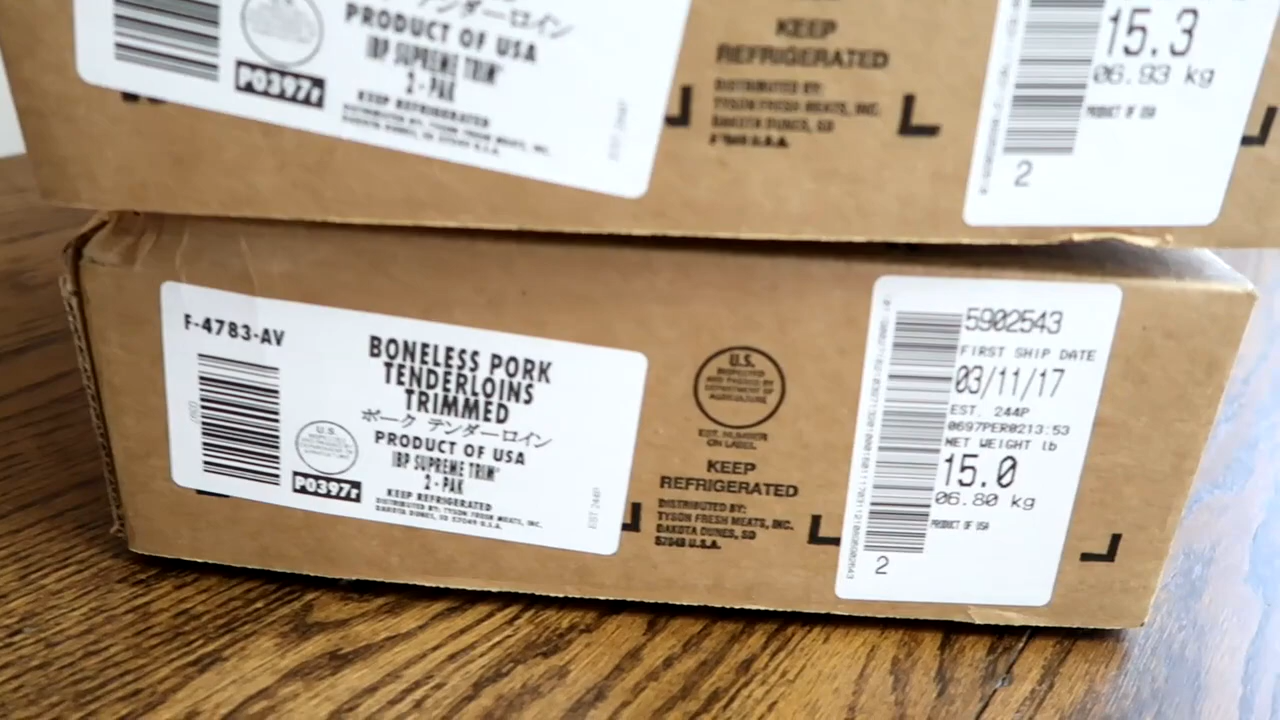 ンダーロイン
PRODUCT OF USA
IBP SUPREME TRIM
2-PAK
P0397r
KEEP REFRIGERATED
DISTRIBUTED BY: TYSON FRESH MEATS, INC.
DAKOTA DUNES, SD 57049 U.S.A.
KEEP
REFRIGERATED
DISTRIBUTED BY:
TYSON FRESH MEATS, INC.
DAKOTA DUNES, SD
57049 U.S.A.
15.3
06.93 kg
PRODUCT OF USA
2
F-4783-AV
BONELESS PORK
TENDERLOINS
TRIMMED
ポーク テンダーロイン
PRODUCT OF USA
IBP SUPREME TRIM
2-PAK
U.S.
P0397r
KEEP REFRIGERATED
DISTRIBUTED BY: TYSON FRESH MEATS, INC.
DAKOTA DUNES, SD 57049 U.S.A.
EST. 244P
U.S.
INSPECTED
AND PASSED BY
DEPARTMENT OF
AGRICULTURE
EST. NUMBER
ON LABEL
KEEP
REFRIGERATED
DISTRIBUTED BY:
TYSON FRESH MEATS, INC.
DAKOTA DUNES, SD
57049 U.S.A.
5902543
FIRST SHIP DATE
03/11/17
EST. 244P
0697PER0213:53
NET WEIGHT lb
15.0
06.80 kg
PRODUCT OF USA
2